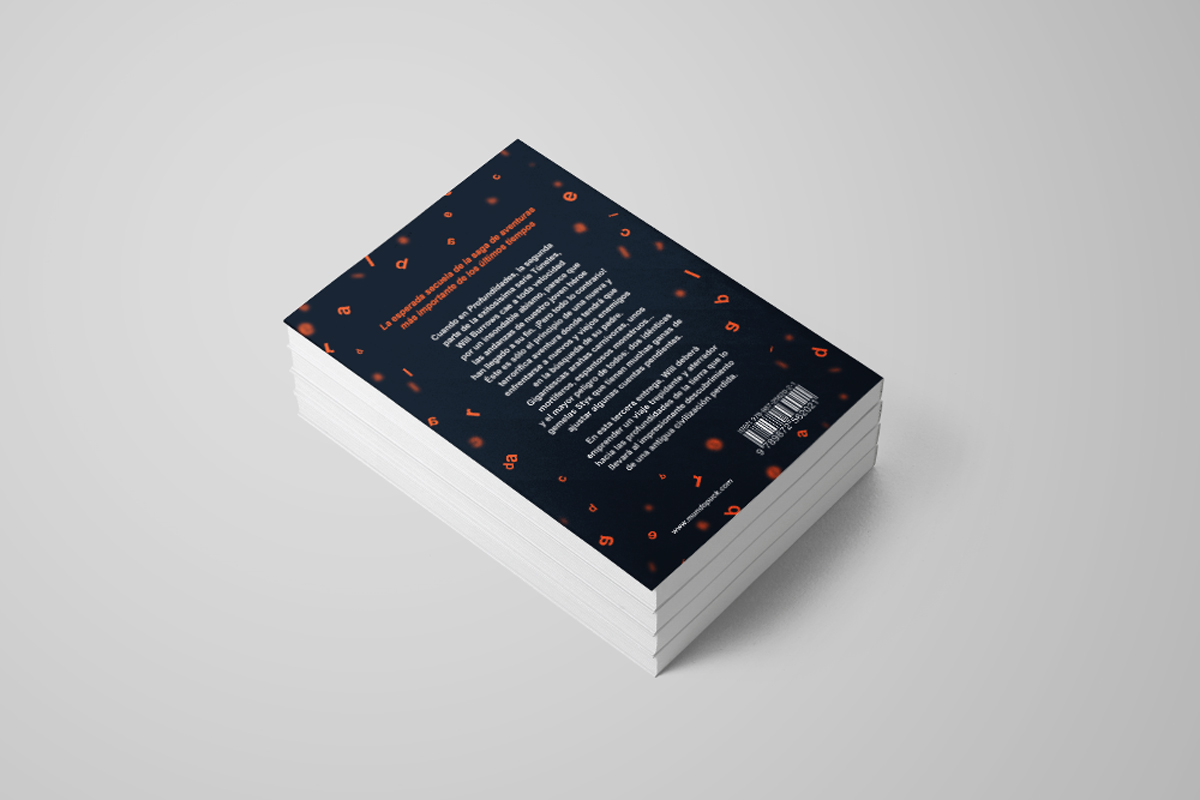 La esperada secuela de la saga de aventuras
más importante de los últimos tiempos
Cuando en Profundidades, la segunda
parte de la exitosísima serie Túneles,
Will Burrows cae a toda velocidad
por un insondable abismo, parece que
las andanzas de nuestro joven héroe
han llegado a su fin. ¡Pero todo lo contrario!
Éste es sólo el principio de una nueva y
terrorífica aventura donde tendrá que
enfrentarse a nuevos y viejos enemigos
en la búsqueda de su padre.
Gigantescas arañas carnívoras, unos
mortíferos, espantosos monstruos...
y el mayor peligro de todos: dos idénticas
gemelas Styx que tienen muchas ganas de
ajustar algunas cuentas pendientes.
En esta tercera entrega, Will deberá
emprender un viaje trepidante y aterrador
hacia las profundidades de la tierra que lo
llevará al impresionante descubrimiento
de una antigua civilización perdida.
9 789872 562021
www.mundopuck.com